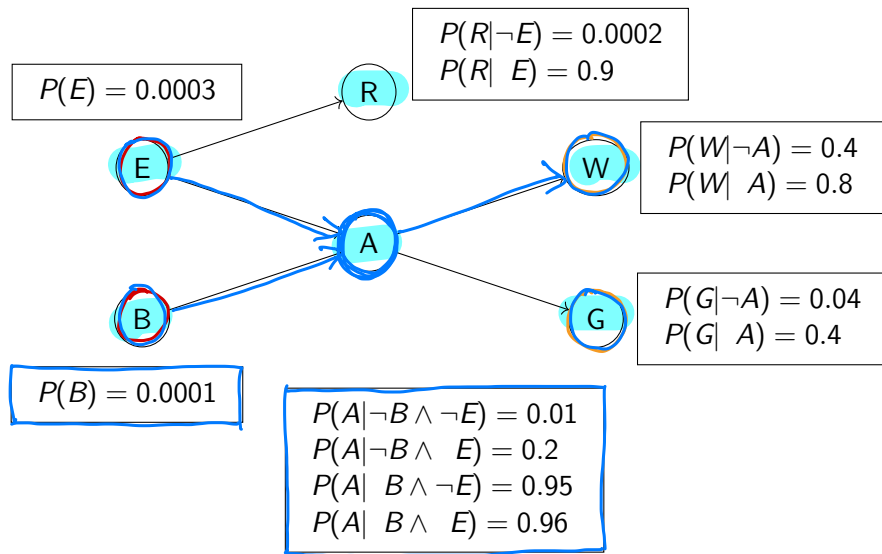 P(R|¬E) = 0.0002
P(R| E) = 0.9
P(E) = 0.0003
R
E
W
P(W|¬A) = 0.4
P(W| A) = 0.8
A
B
G
P(G|¬A) = 0.04
P(G| A) = 0.4
P(B) = 0.0001
P(A|¬B ∧ ¬E) = 0.01
P(A|¬B ∧ E) = 0.2
P(A| B ∧ ¬E) = 0.95
P(A| B ∧ E) = 0.96